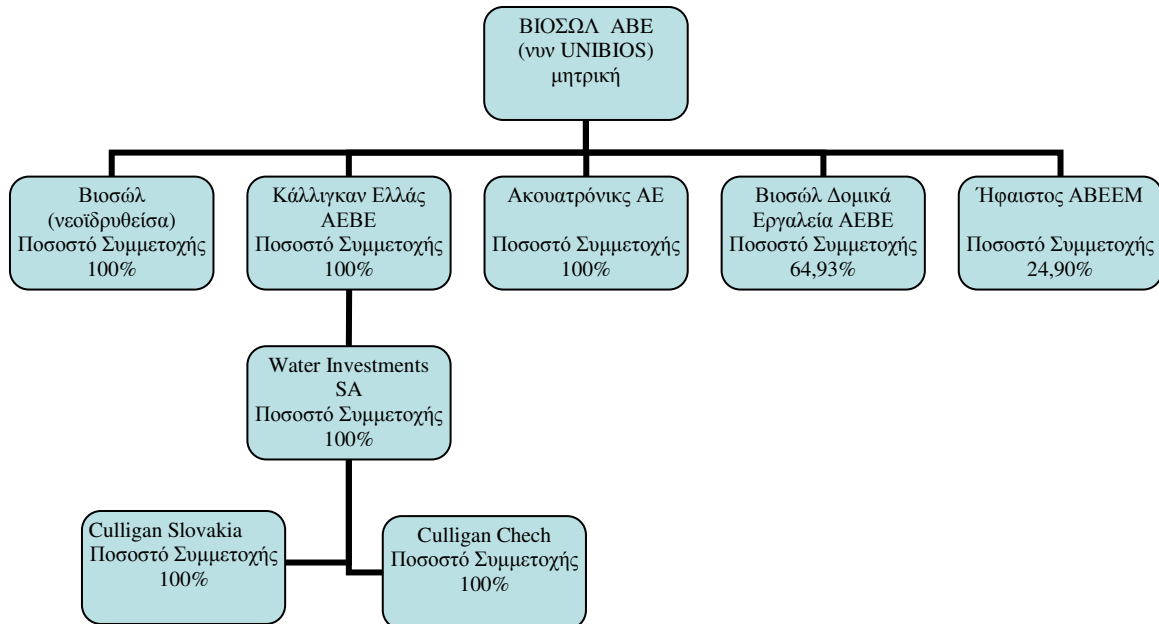 ΒΙΟΣΩΛ ΑΒΕ
(νυν UNIBIOS)
μητρική
Βιοσώλ
(νεοϊδρυθείσα)
Ποσοστό Συμμετοχής
100%
Κάλλιγκαν Ελλάς
ΑΕΒΕ
Ποσοστό Συμμετοχής
100%
Ακουατρόνικς ΑΕ
Ποσοστό Συμμετοχής
100%
Βιοσώλ Δομικά
Εργαλεία ΑΕΒΕ
Ποσοστό Συμμετοχής
64,93%
Ήφαιστος ΑΒΕΕΜ
Ποσοστό Συμμετοχής
24,90%
Water Investments
SA
Ποσοστό Συμμετοχής
100%
Culligan Slovakia
Ποσοστό Συμμετοχής
100%
Culligan Chech
Ποσοστό Συμμετοχής
100%